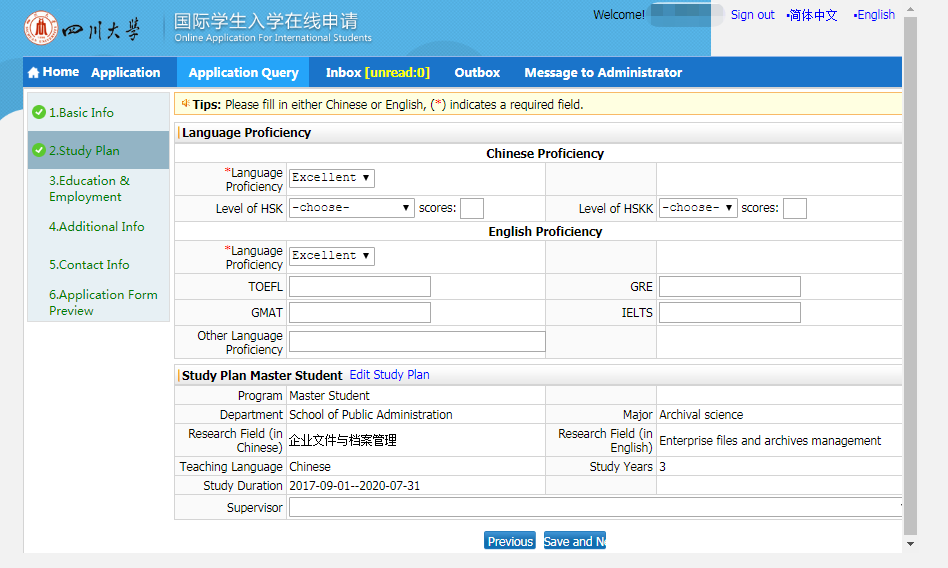 四川大学
国际学生入学在线申请
Online Application For International Students
Welcome! Sign out •简体中文 •English
Home Application Application Query Inbox [unread:0] Outbox Message to Administrator
1.Basic Info
2.Study Plan
3.Education &
Employment
4.Additional Info
5.Contact Info
6.Application Form
Preview
Tips: Please fill in either Chinese or English, (*) indicates a required field.
Language Proficiency
Chinese Proficiency
*Language
Proficiency Excellent
Level of HSK -choose- scores: Level of HSKK -choose- scores:
English Proficiency
*Language
Proficiency Excellent
TOEFL GRE
GMAT IELTS
Other Language
Proficiency
Study Plan Master Student Edit Study Plan
Program Master Student
Department School of Public Administration Major Archival science
Research Field (in
Chinese) 企业文件与档案管理 Research Field (in
English) Enterprise files and archives management
Teaching Language Chinese Study Years 3
Study Duration 2017-09-01--2020-07-31
Supervisor
Previous Save and Ne